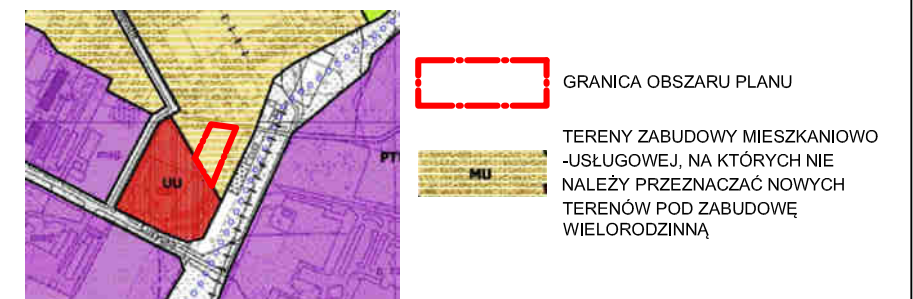 mag.
UU
PT
GRANICA OBSZARU PLANU
MU
TERENY ZABUDOWY MIESZKANIOWO
-USŁUGOWEJ, NA KTÓRYCH NIE
NALEŻY PRZEZNACZAĆ NOWYCH
TERENÓW POD ZABUDOWĘ
WIELORODZINNĄ